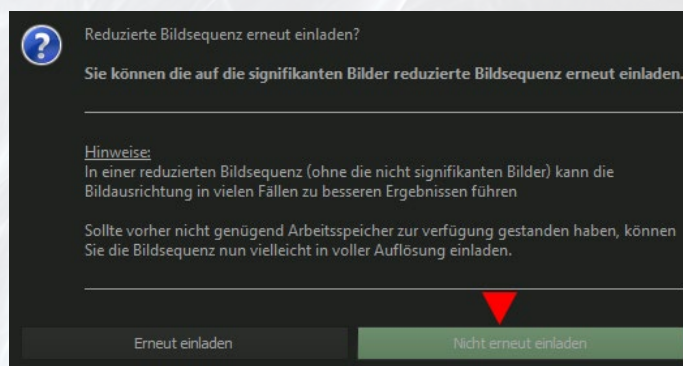 Reduzierte Bildsequenz erneut einladen?
Sie können die auf die signifikanten Bilder reduzierte Bildsequenz erneut einladen.
Hinweise:
In einer reduzierten Bildsequenz (ohne die nicht signifikanten Bilder) kann die
Bildausrichtung in vielen Fällen zu besseren Ergebnissen führen
Sollte vorher nicht genügend Arbeitsspeicher zur verfügung gestanden haben, können
Sie die Bildsequenz nun vielleicht in voller Auflösung einladen.
Erneut einladen
Nicht erneut einladen